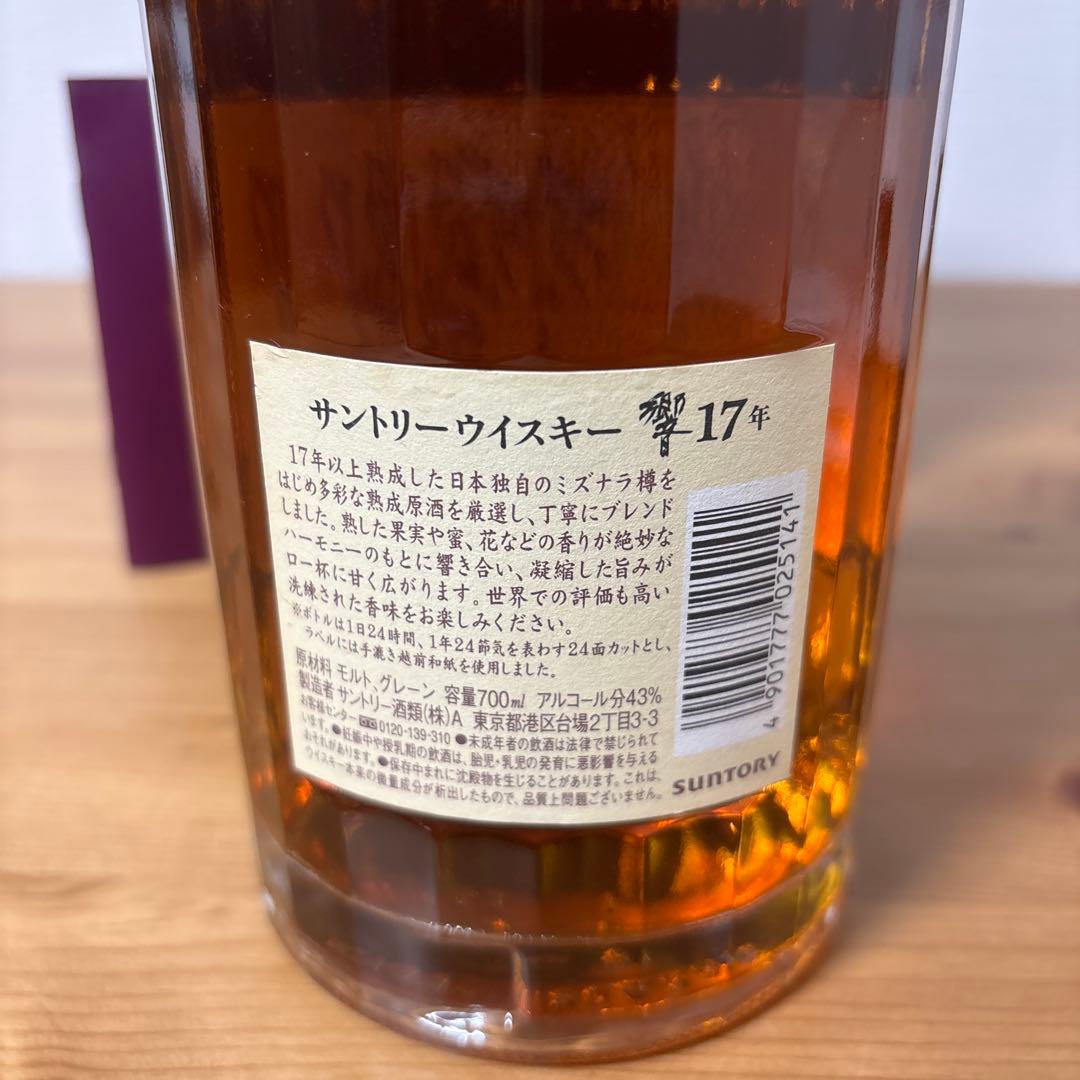 サントリーウイスキー 響 17年
17年以上熟成した日本独自のミズナラ樽を
はじめ多彩な熟成原酒を厳選し、丁寧にブレンド
しました。熟した果実や蜜、花などの香りが絶妙な
ハーモニーのもとに響き合い、凝縮した旨みが
口一杯に甘く広がります。世界での評価も高い
洗練された香味をお楽しみください。
※ボトルは1日24時間、1年24節気を表わす24面カットとし、
ラベルには手漉き越前和紙を使用しました。
原材料 モルト、グレーン 容量700ml アルコール分43%
製造者 サントリー酒類(株)A 東京都港区台場2丁目3-3
お客様センター 0120-139-310 ●未成年者の飲酒は法律で禁じられて
います。●妊娠中や授乳期の飲酒は、胎児・乳児の発育に悪影響を与える
おそれがあります。●保存中まれに沈殿物を生じることがあります。これは、
ウイスキー本来の微量成分が析出したもので、品質上問題ございません。
4 901777 025141
SUNTORY